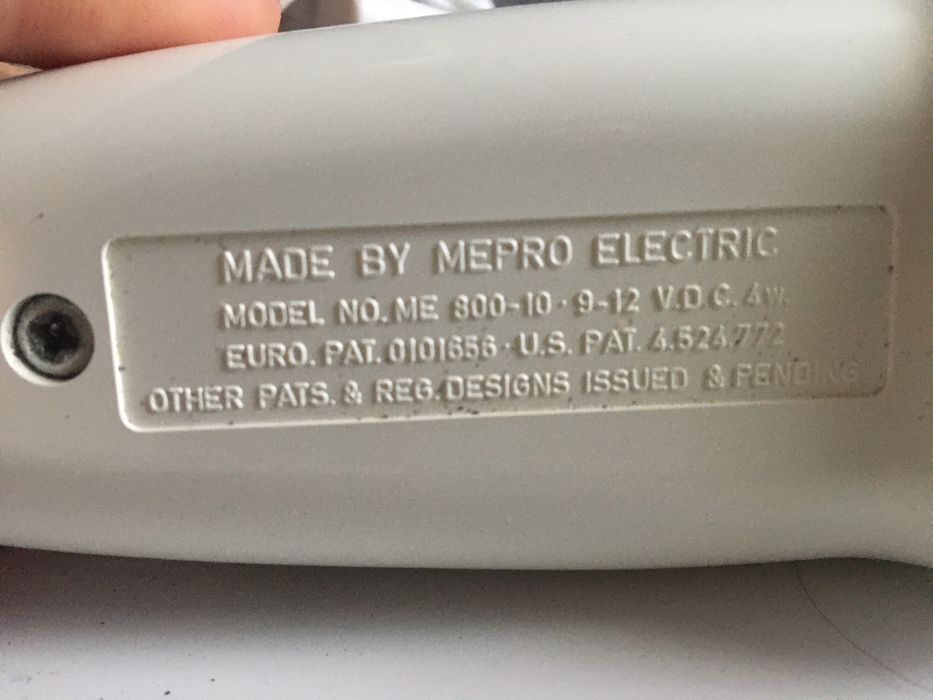 MADE BY MEPRO ELECTRIC
MODEL NO. ME 800-10 · 9-12 V.D.C. 4w.
EURO. PAT. 0101656 · U.S. PAT. 4.524.772
OTHER PATS. & REG. DESIGNS ISSUED & PENDING